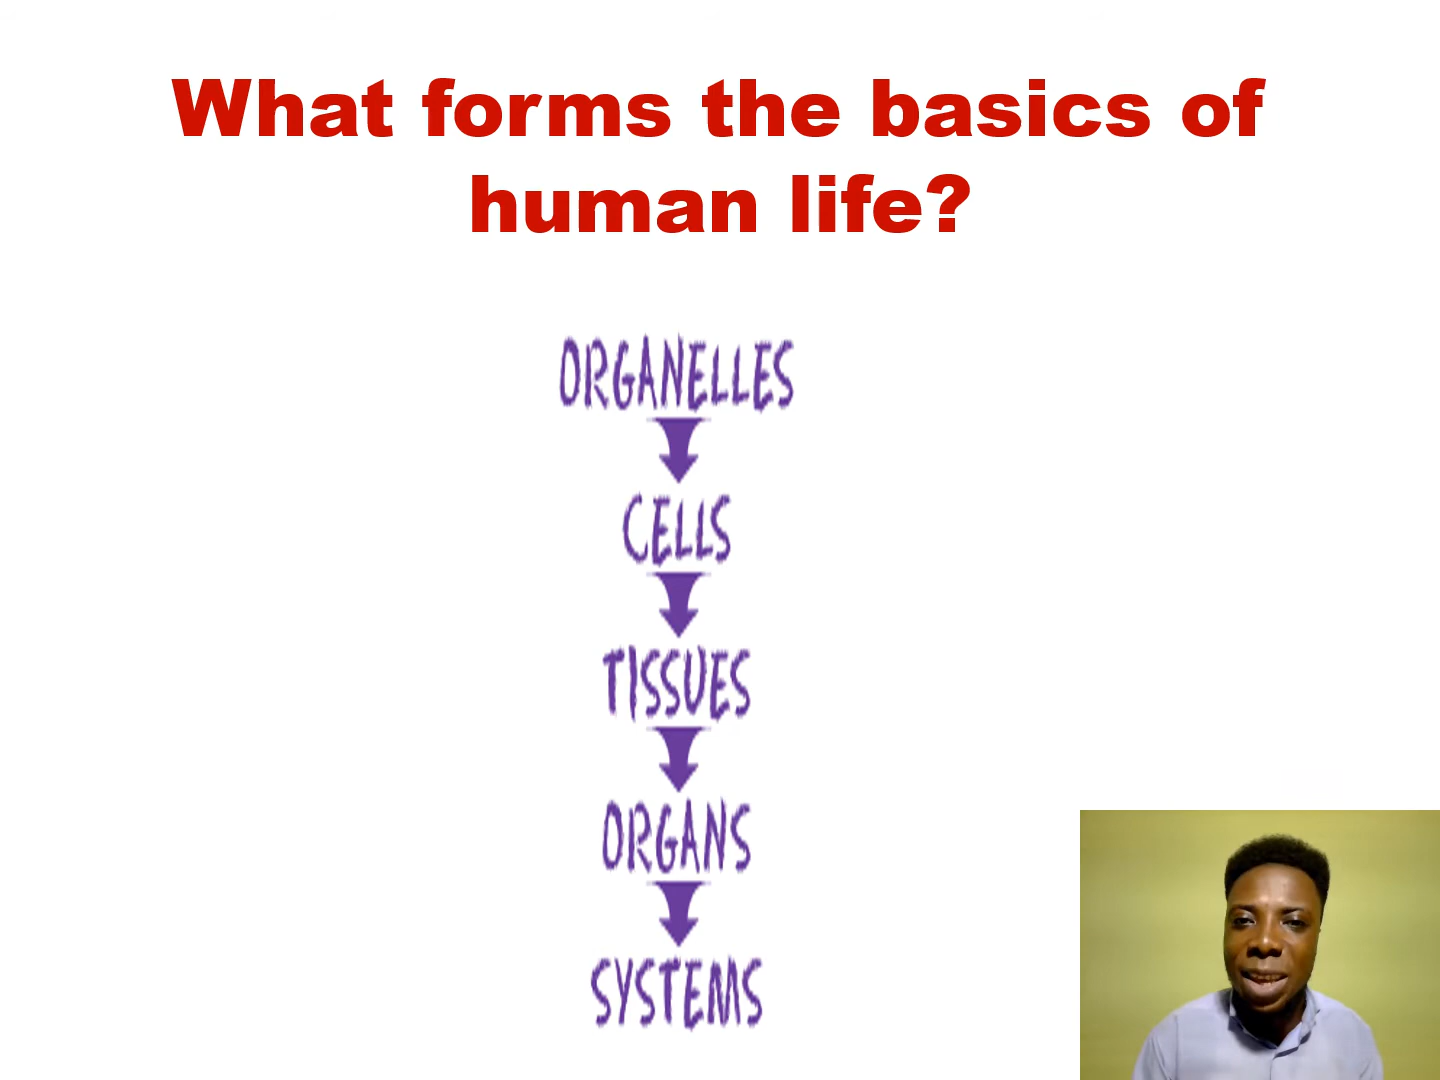 What forms the basics of
human life?
ORGANELLES
CELLS
TISSUES
ORGANS
SYSTEMS